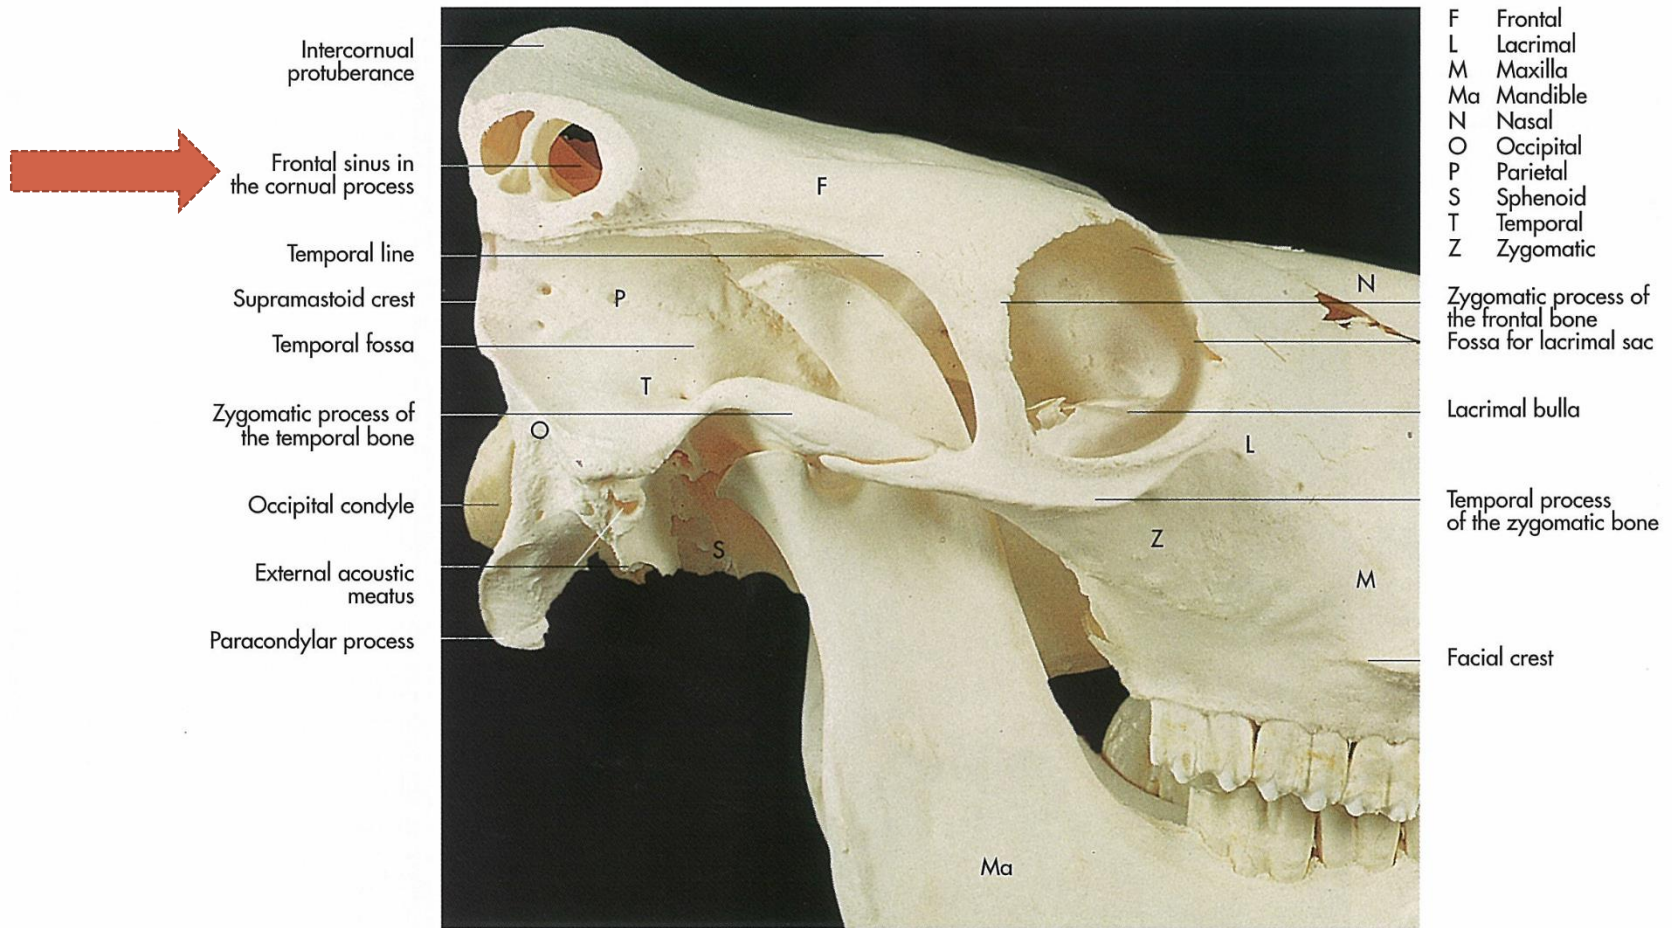 Intercornual
protuberance
Frontal sinus in
the cornual process
Temporal line
Supramastoid crest
Temporal fossa
Zygomatic process of
the temporal bone
Occipital condyle
External acoustic
meatus
Paracondylar process
F
P
T
O
S
Z
L
M
N
Ma
F Frontal
L Lacrimal
M Maxilla
Ma Mandible
N Nasal
O Occipital
P Parietal
S Sphenoid
T Temporal
Z Zygomatic
Zygomatic process of
the frontal bone
Fossa for lacrimal sac
Lacrimal bulla
Temporal process
of the zygomatic bone
Facial crest